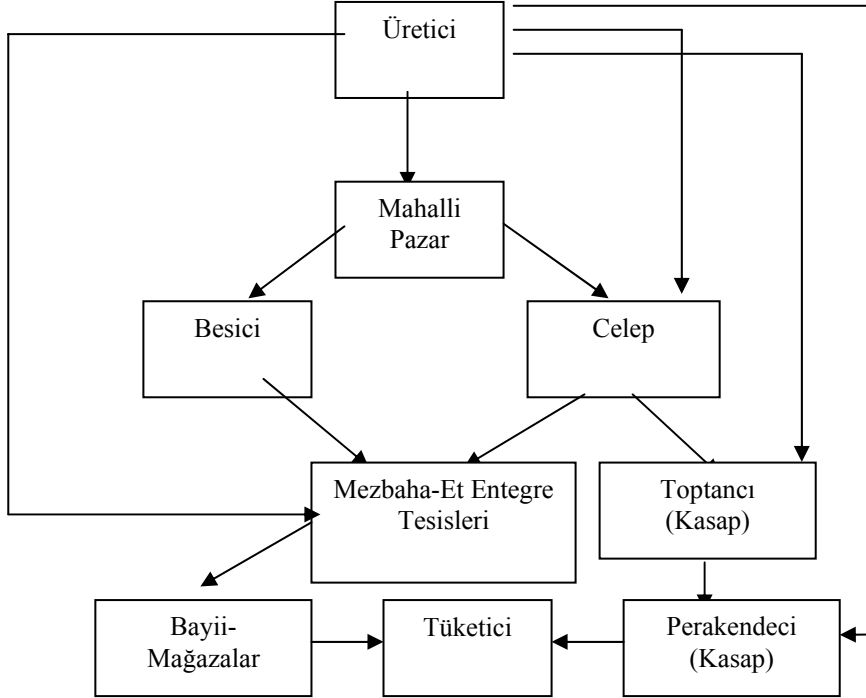 Üretici
Mahalli
Pazar
Besici
Celep
Mezbaha-Et Entegre
Tesisleri
Toptancı
(Kasap)
Bayii-
Mağazalar
Tüketici
Perakendeci
(Kasap)